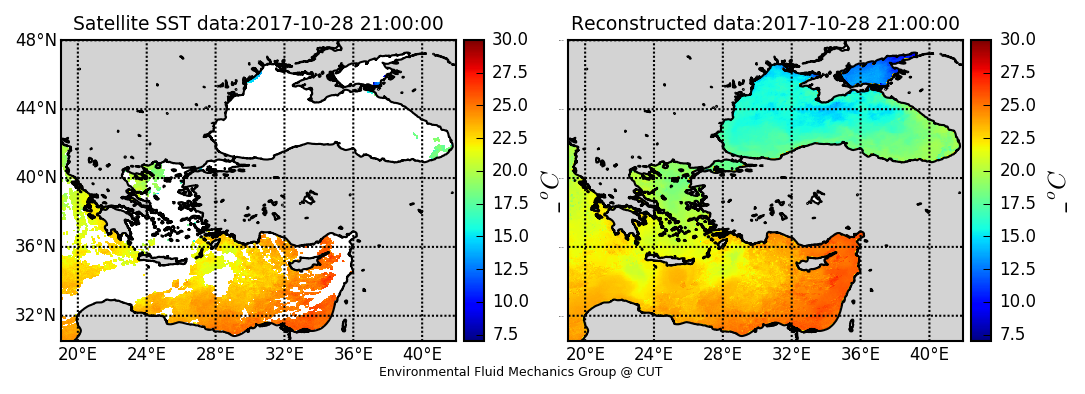 Satellite SST data:2017-10-28 21:00:00
Reconstructed data:2017-10-28 21:00:00
48°N
44°N
40°N
36°N
32°N
20°E 24°E 28°E 32°E 36°E 40°E
30.0
27.5
25.0
22.5
20.0
17.5
15.0
12.5
10.0
7.5
_ °C
20°E 24°E 28°E 32°E 36°E 40°E
30.0
27.5
25.0
22.5
20.0
17.5
15.0
12.5
10.0
7.5
_ °C
Environmental Fluid Mechanics Group @ CUT